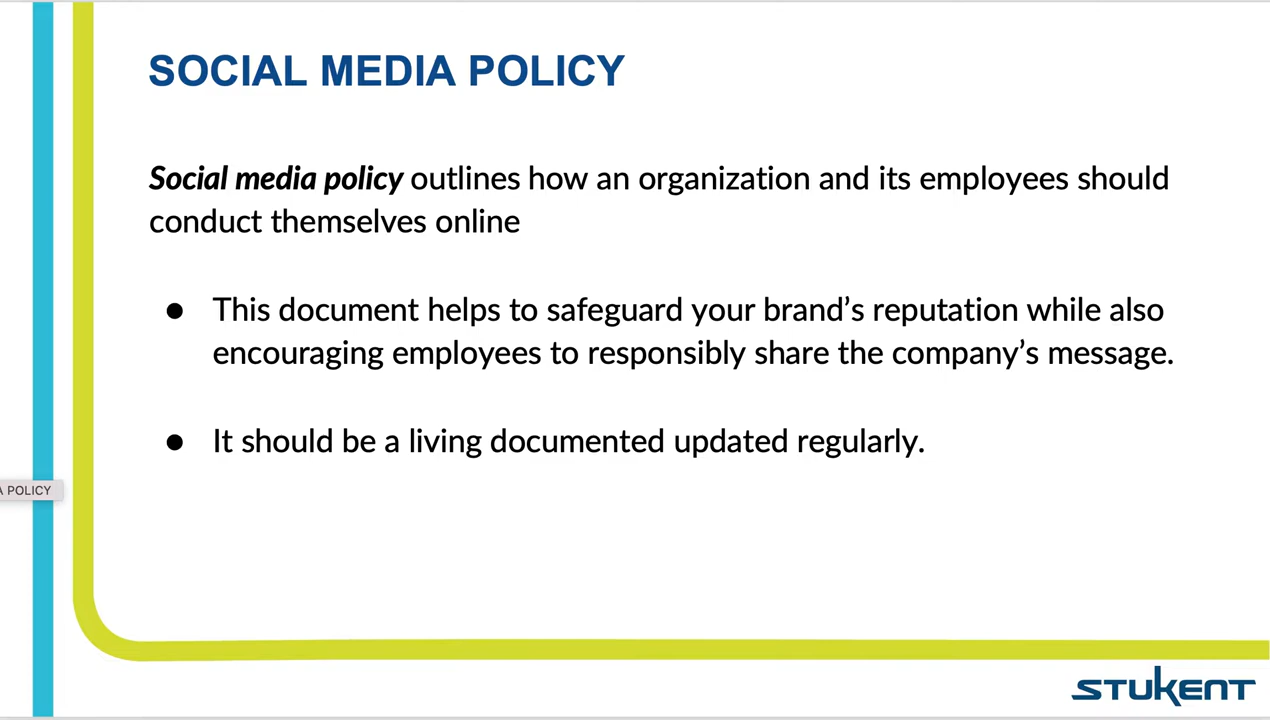 SOCIAL MEDIA POLICY
Social media policy outlines how an organization and its employees should
conduct themselves online
● This document helps to safeguard your brand’s reputation while also
encouraging employees to responsibly share the company’s message.
● It should be a living documented updated regularly.
A POLICY
STUKENT